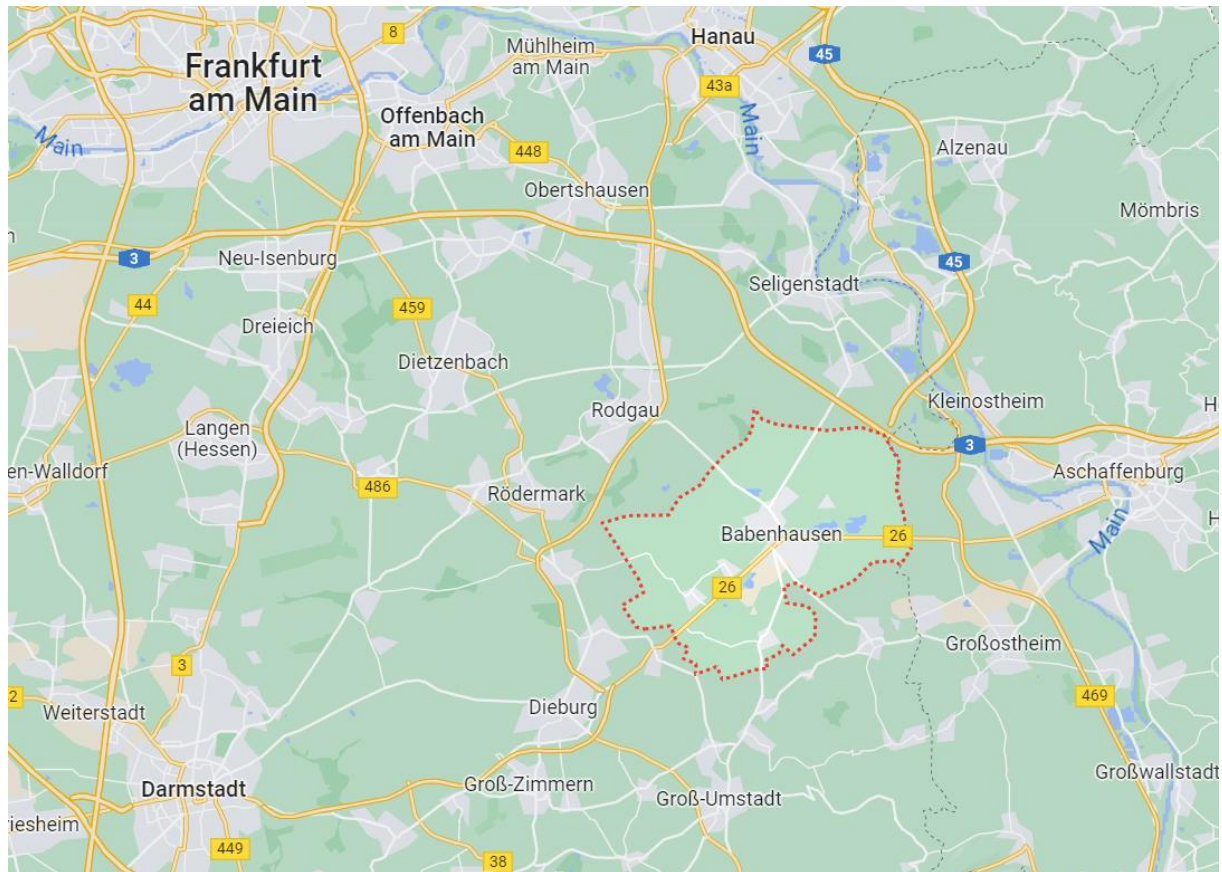 Frankfurt
am Main
8
Mühlheim
am Main
Hanau
45
43a
Main
Offenbach
am Main
Main
448
Alzenau
Obertshausen
Mömbris
3
Neu-Isenburg
45
Seligenstadt
44
459
Dreieich
Dietzenbach
Rodgau
Kleinostheim
Langen
(Hessen)
3
en-Walldorf
Aschaffenburg
486
Rödermark
H
Babenhausen
26
26
Main
H
Großostheim
3
2
Weiterstadt
Dieburg
469
Darmstadt
Groß-Zimmern
Groß-Umstadt
Großwallstadt
riesheim
449
38